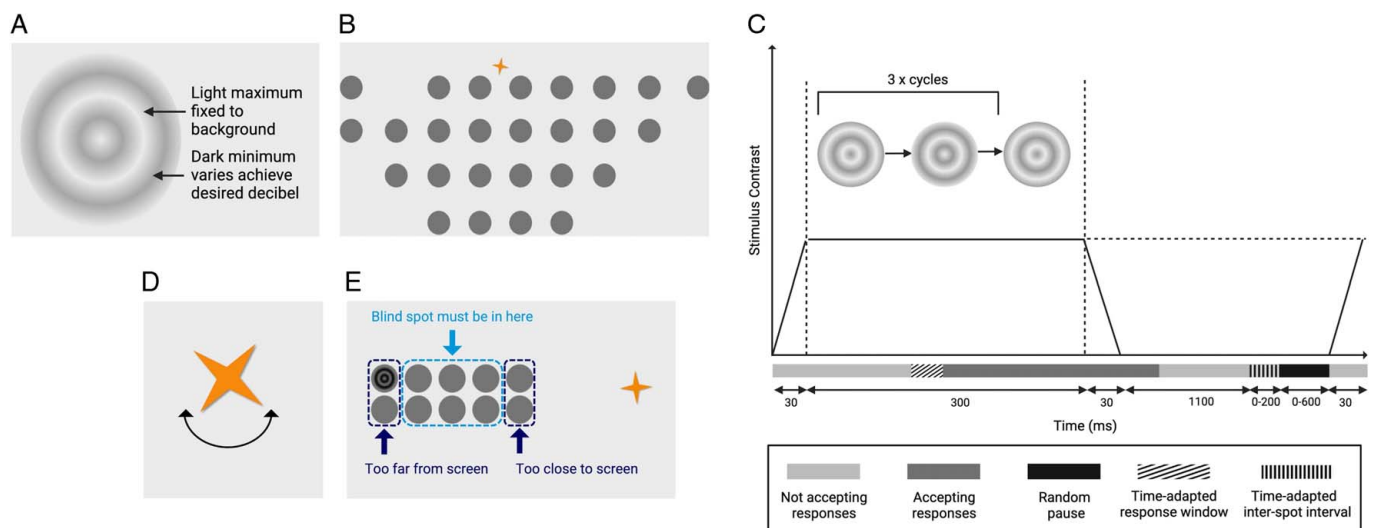 A
Light maximum
fixed to
background
Dark minimum
varies achieve
desired decibel
B
C
3 x cycles
Stimulus Contrast
30
300
30
1100
0-200
0-600
30
Time (ms)
Not accepting
responses
Accepting
responses
Random
pause
Time-adapted
response window
Time-adapted
inter-spot interval
D
E
Blind spot must be in here
Too far from screen
Too close to screen